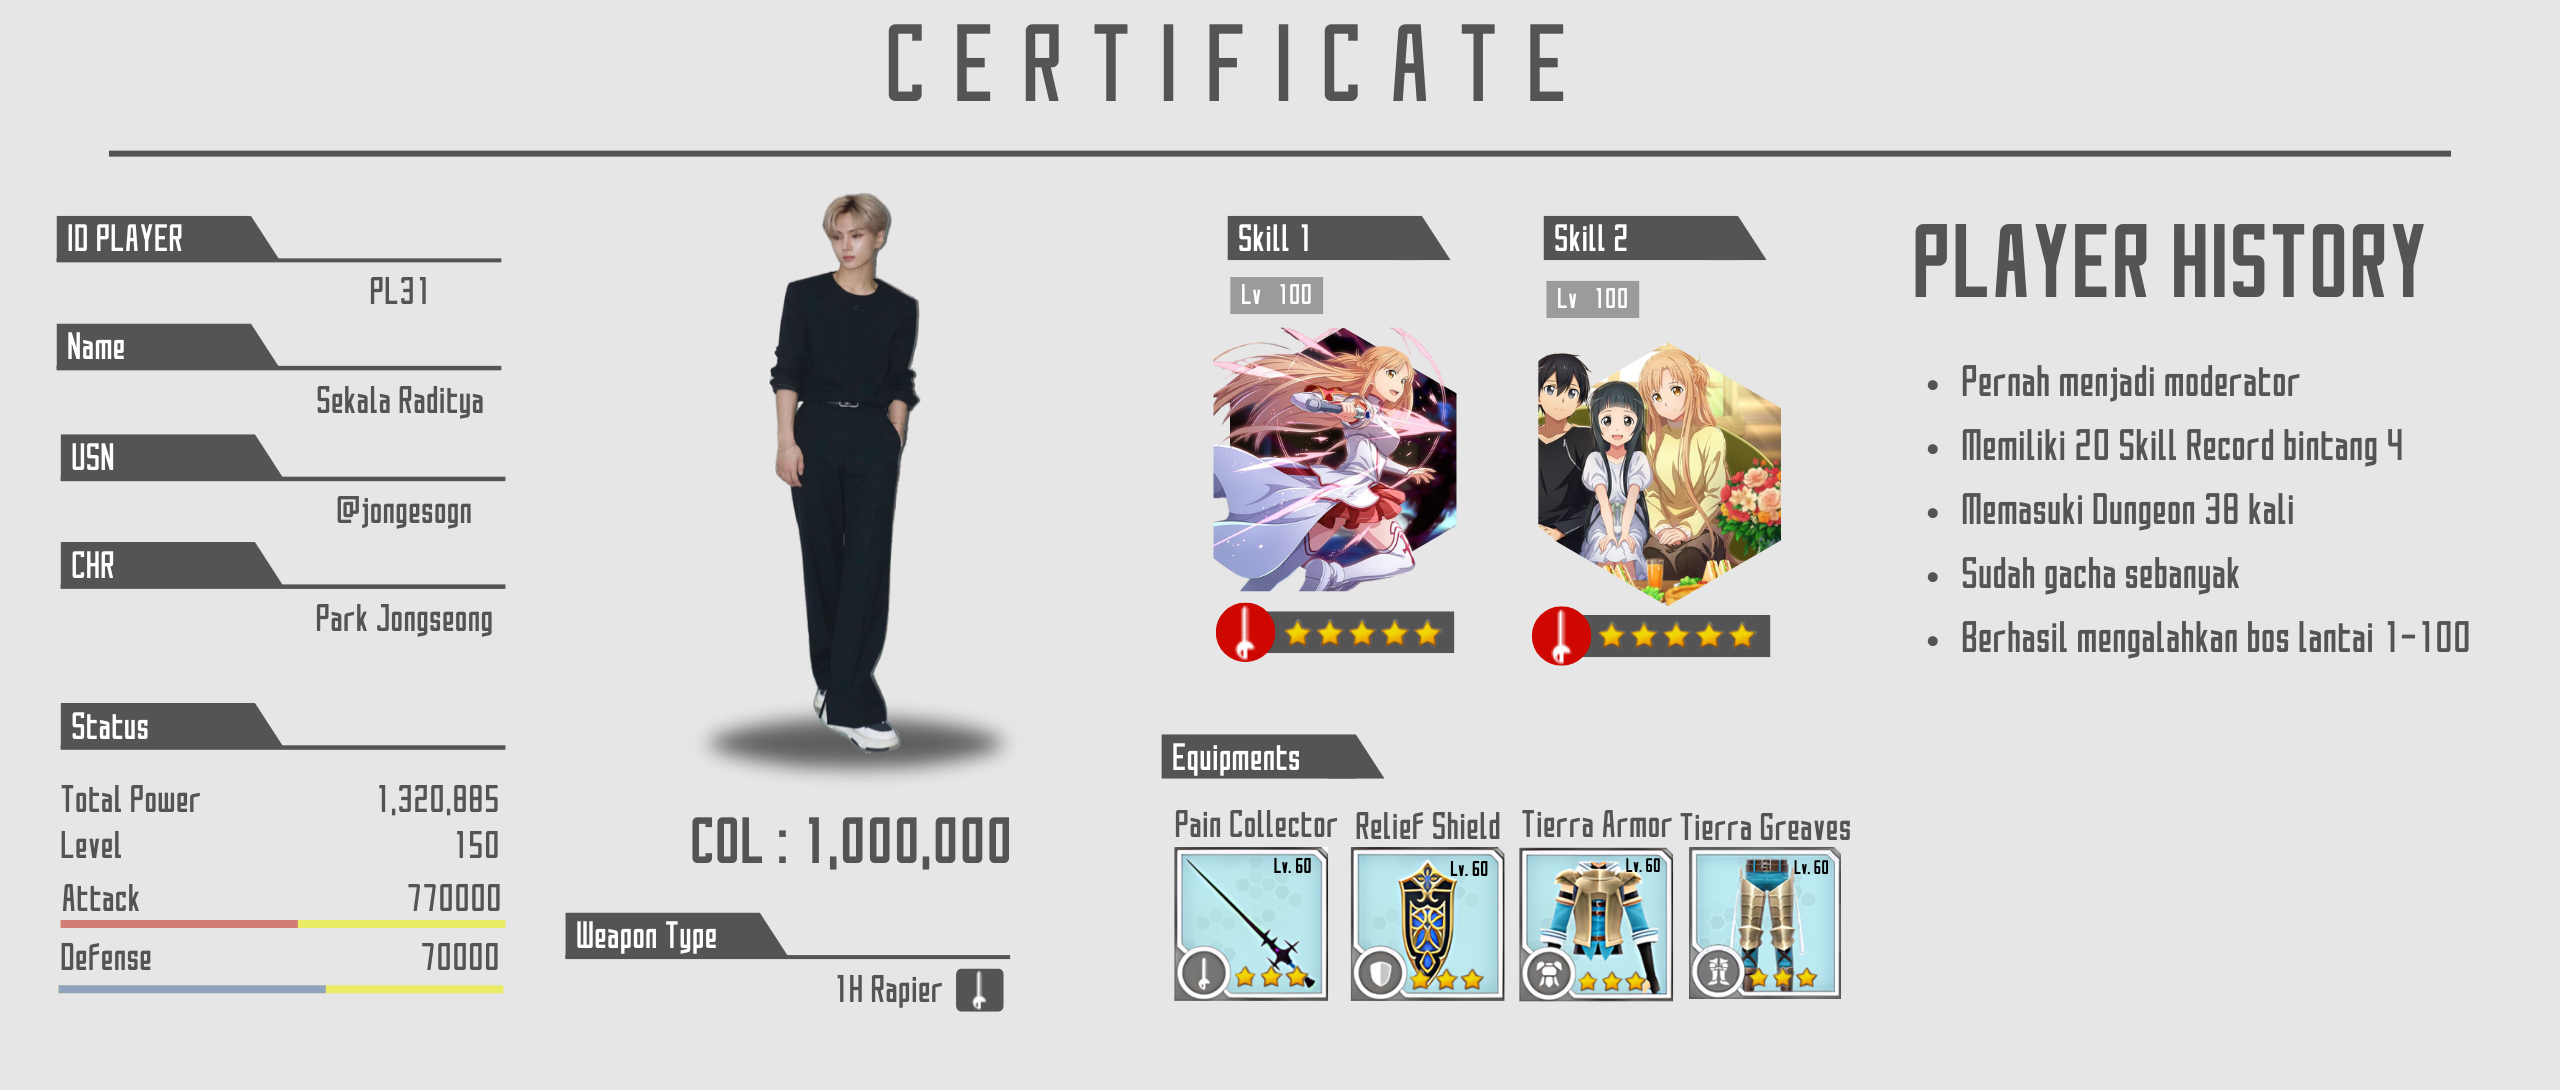 CERTIFICATE
ID PLAYER
PL31
Name
Sekala Raditya
USN
@jongesogn
CHR
Park Jongseong
Status
Total Power 1,320,885
Level 150
Attack 770000
Defense 70000
COL : 1,000,000
Weapon Type
1H Rapier
Skill 1
Lv 100
Skill 2
Lv 100
Equipments
Pain Collector
Lv. 60
Relief Shield
Lv. 60
Tierra Armor
Lv. 60
Tierra Greaves
Lv. 60
PLAYER HISTORY
• Pernah menjadi moderator
• Memiliki 20 Skill Record bintang 4
• Memasuki Dungeon 38 kali
• Sudah gacha sebanyak
• Berhasil mengalahkan bos lantai 1-100